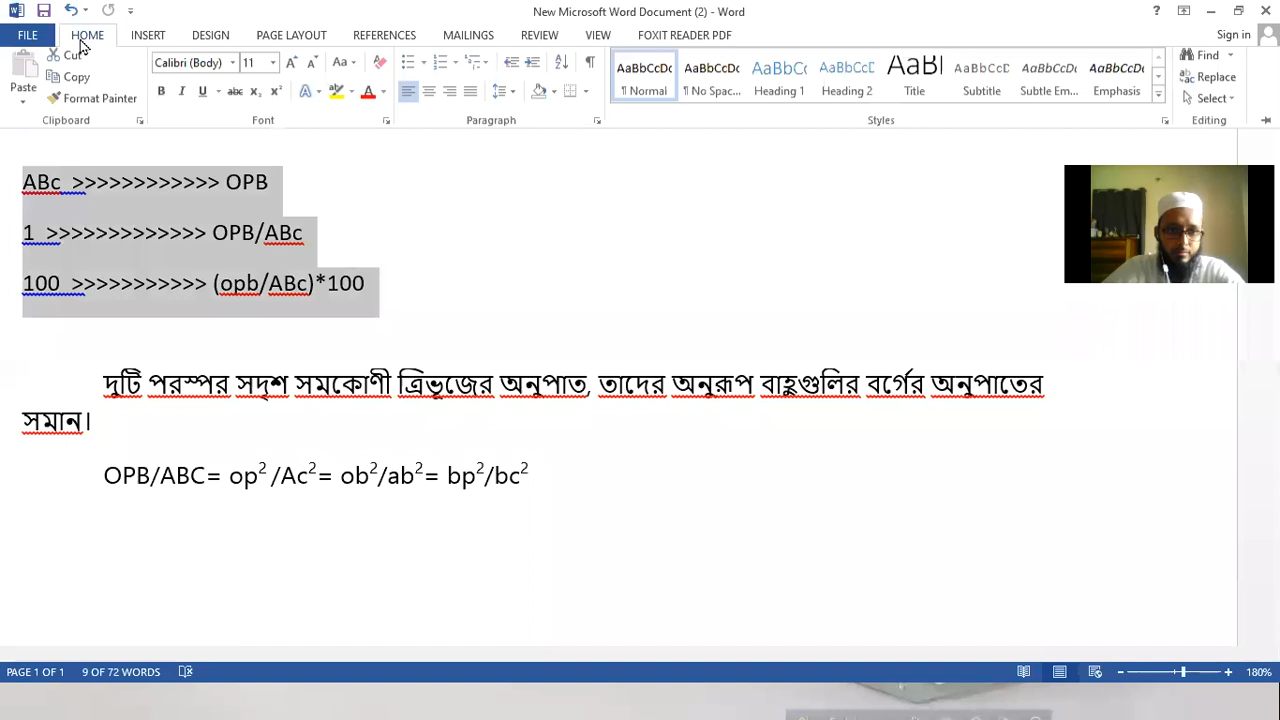 New Microsoft Word Document (2) - Word
FILE HOME INSERT DESIGN PAGE LAYOUT REFERENCES MAILINGS REVIEW VIEW FOXIT READER PDF Sign in
Cut
Copy
Format Painter
Paste
Clipboard
Calibri (Body) 11
Font
Paragraph
AaBbCcDc AaBbCcDc AaBbC AaBbCc AaBl AaBbCcD AaBbCcDc AaBbCcDc
¶ Normal ¶ No Spac... Heading 1 Heading 2 Title Subtitle Subtle Em... Emphasis
Styles
Find
Replace
Select
Editing
ABc >>>>>>>>>>>> OPB
1 >>>>>>>>>>>>> OPB/ABc
100 >>>>>>>>>>> (opb/ABc)*100
দুটি পরস্পর সদৃশ সমকোণী ত্রিভূজের অনুপাত, তাদের অনুরূপ বাহুগুলির বর্গের অনুপাতের
সমান।
OPB/ABC= op² /Ac²= ob²/ab²= bp²/bc²
PAGE 1 OF 1 9 OF 72 WORDS 180%